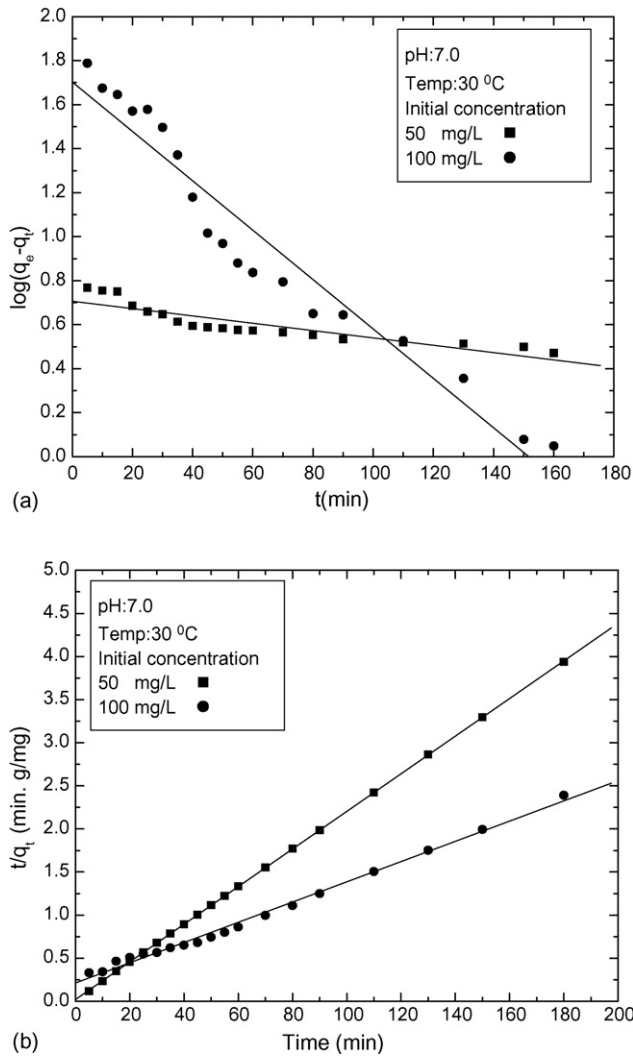 2.0
1.8
1.6
1.4
1.2
1.0
0.8
0.6
0.4
0.2
0.0
log(qₑ-qₜ)
pH:7.0
Temp:30 ⁰C
Initial concentration
50 mg/L ■
100 mg/L ●
0 20 40 60 80 100 120 140 160 180
(a) t(min)
5.0
4.5
4.0
3.5
3.0
2.5
2.0
1.5
1.0
0.5
0.0
t/qₜ (min. g/mg)
pH:7.0
Temp:30 ⁰C
Initial concentration
50 mg/L ■
100 mg/L ●
0 20 40 60 80 100 120 140 160 180 200
(b) Time (min)